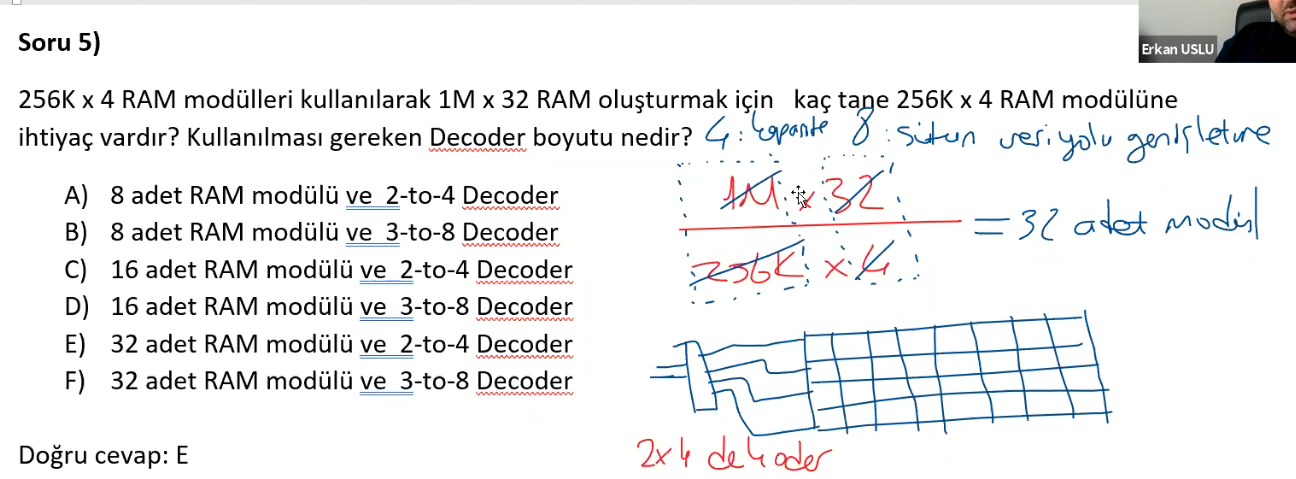 Erkan USLU
Soru 5)
256K x 4 RAM modülleri kullanılarak 1M x 32 RAM oluşturmak için kaç tane 256K x 4 RAM modülüne
ihtiyaç vardır? Kullanılması gereken Decoder boyutu nedir?
4: kapasite 8: sütun veri yolu genişletme
A) 8 adet RAM modülü ve 2-to-4 Decoder
B) 8 adet RAM modülü ve 3-to-8 Decoder
C) 16 adet RAM modülü ve 2-to-4 Decoder
D) 16 adet RAM modülü ve 3-to-8 Decoder
E) 32 adet RAM modülü ve 2-to-4 Decoder
F) 32 adet RAM modülü ve 3-to-8 Decoder
1M x 32
= 32 adet modül
256K x 4
Doğru cevap: E
2x4 dekoder